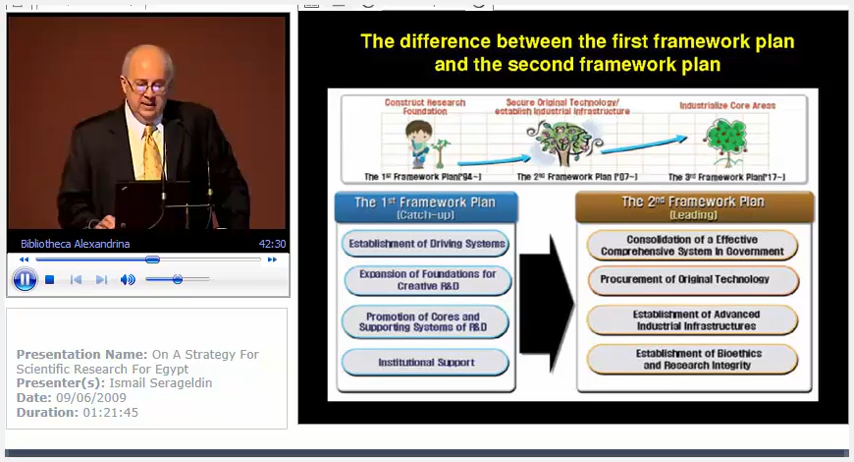 The difference between the first framework plan
and the second framework plan
Construct Research
Foundation
Secure Original Technology/
establish Industrial Infrastructure
Industrialize Core Areas
The 1st Framework Plan('94~)
The 2nd Framework Plan ('07~)
The 3rd Framework Plan('17~)
The 1st Framework Plan
(Catch-up)
Establishment of Driving Systems
Expansion of Foundations for
Creative R&D
Promotion of Cores and
Supporting Systems of R&D
Institutional Support
The 2nd Framework Plan
(Leading)
Consolidation of a Effective
Comprehensive System in Government
Procurement of Original Technology
Establishment of Advanced
Industrial Infrastructures
Establishment of Bioethics
and Research Integrity
Bibliotheca Alexandrina
42:30
Presentation Name: On A Strategy For
Scientific Research For Egypt
Presenter(s): Ismail Serageldin
Date: 09/06/2009
Duration: 01:21:45